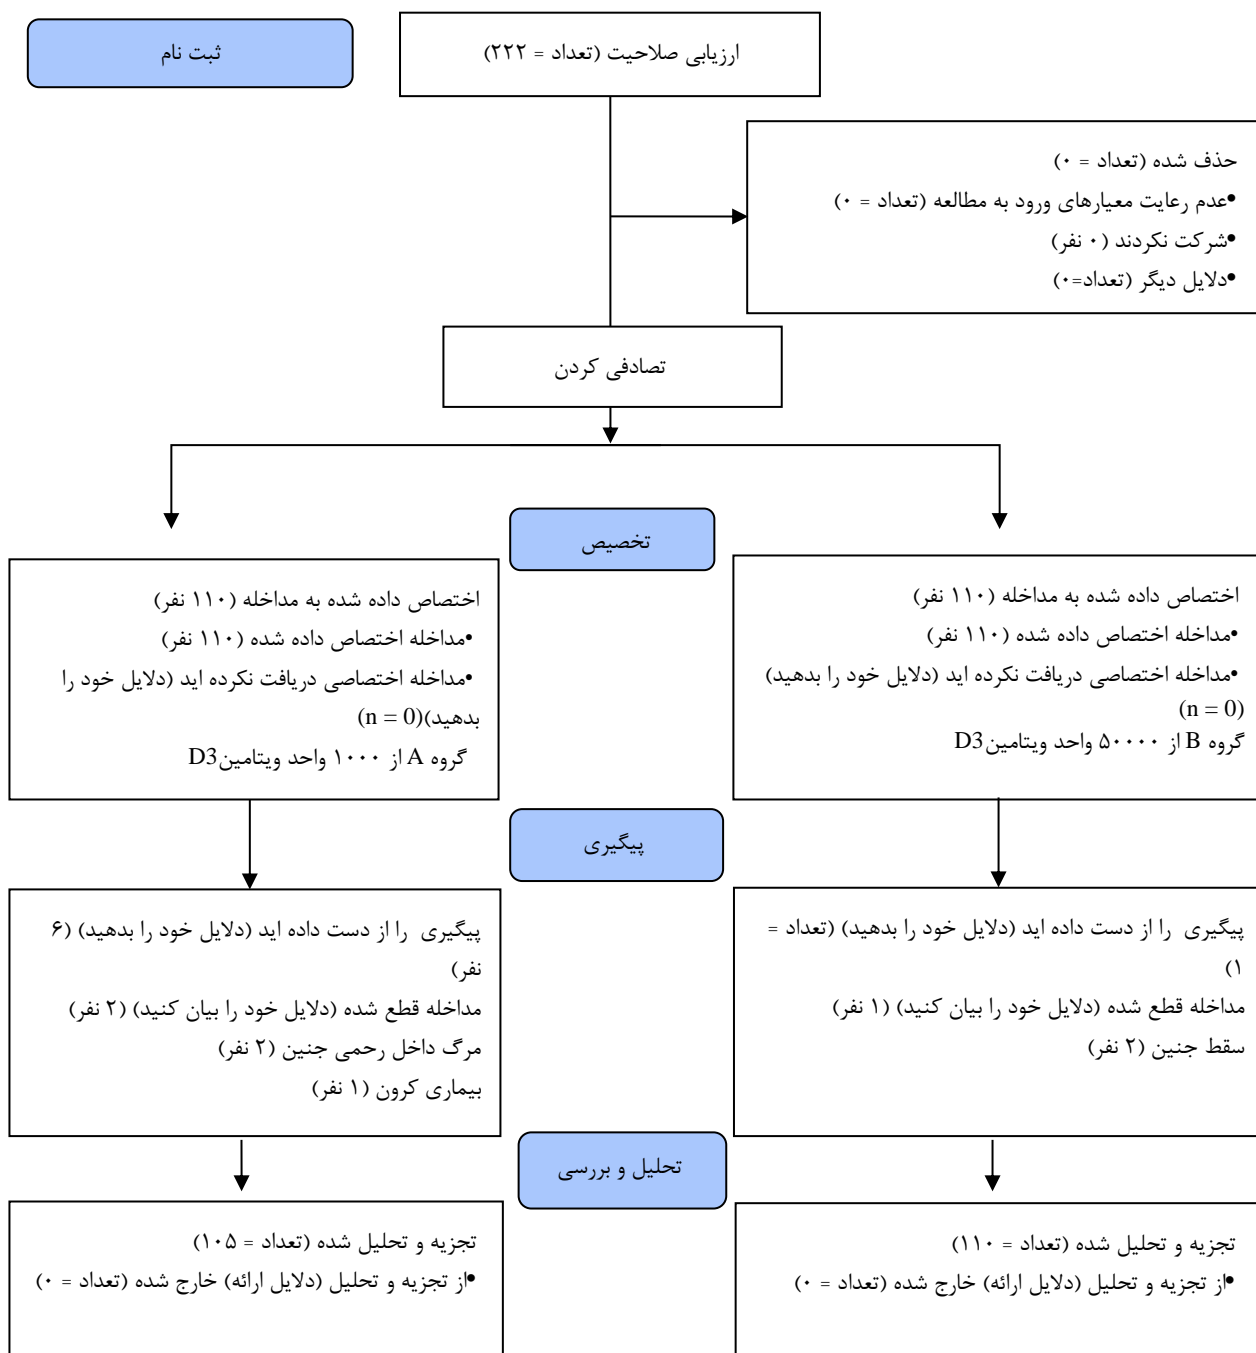 ثبت نام
ارزیابی صلاحیت (تعداد = ۲۲۲)
حذف شده (تعداد = ۰)
•عدم رعایت معیارهای ورود به مطالعه (تعداد = ۰)
•شرکت نکردند (۰ نفر)
•دلایل دیگر (تعداد=۰)
تصادفی کردن
تخصیص
اختصاص داده شده به مداخله (۱۱۰ نفر)
•مداخله اختصاص داده شده (۱۱۰ نفر)
•مداخله اختصاصی دریافت نکرده اید (دلایل خود را بدهید)
(n = 0)
گروه B از ۵۰۰۰۰ واحد ویتامینD3
اختصاص داده شده به مداخله (۱۱۰ نفر)
•مداخله اختصاص داده شده (۱۱۰ نفر)
•مداخله اختصاصی دریافت نکرده اید (دلایل خود را
بدهید)(n = 0)
گروه A از ۱۰۰۰ واحد ویتامینD3
پیگیری
پیگیری را از دست داده اید (دلایل خود را بدهید) (تعداد =
۱)
مداخله قطع شده (دلایل خود را بیان کنید) (۱ نفر)
سقط جنین (۲ نفر)
پیگیری را از دست داده اید (دلایل خود را بدهید) (۶
نفر)
مداخله قطع شده (دلایل خود را بیان کنید) (۲ نفر)
مرگ داخل رحمی جنین (۲ نفر)
بیماری کرون (۱ نفر)
تحلیل و بررسی
تجزیه و تحلیل شده (تعداد = ۱۱۰)
•از تجزیه و تحلیل (دلایل ارائه) خارج شده (تعداد = ۰)
تجزیه و تحلیل شده (تعداد = ۱۰۵)
•از تجزیه و تحلیل (دلایل ارائه) خارج شده (تعداد = ۰)